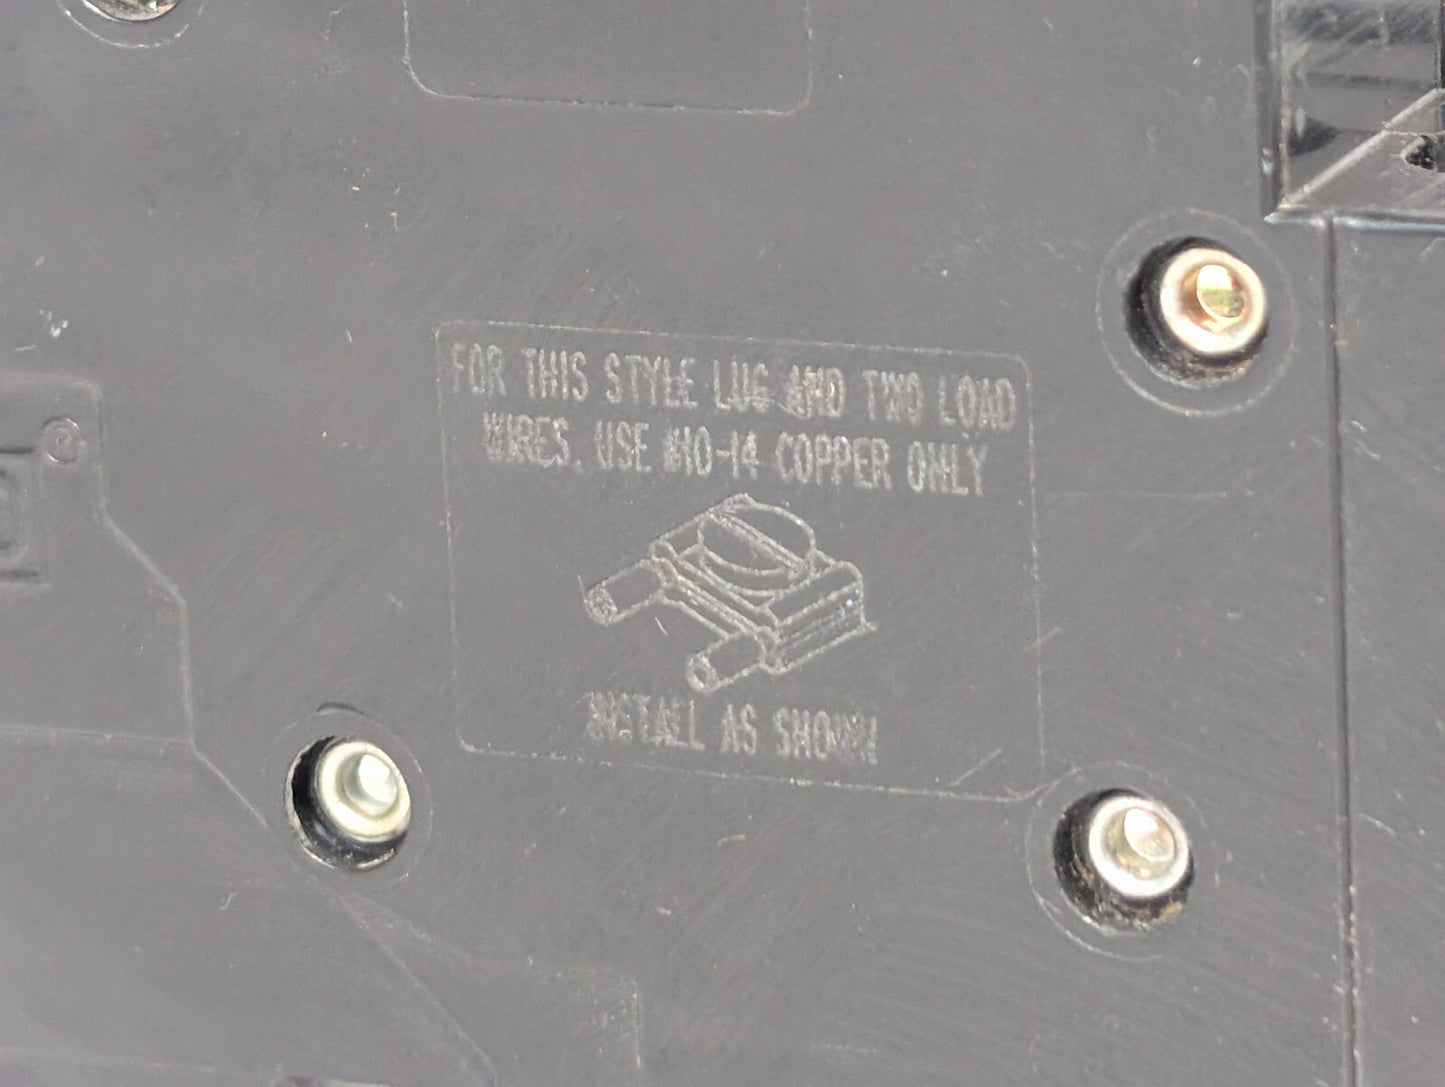 FOR THIS STYLE LUG AND TWO LOAD
WIRES, USE #10-14 COPPER ONLY
INSTALL AS SHOWN